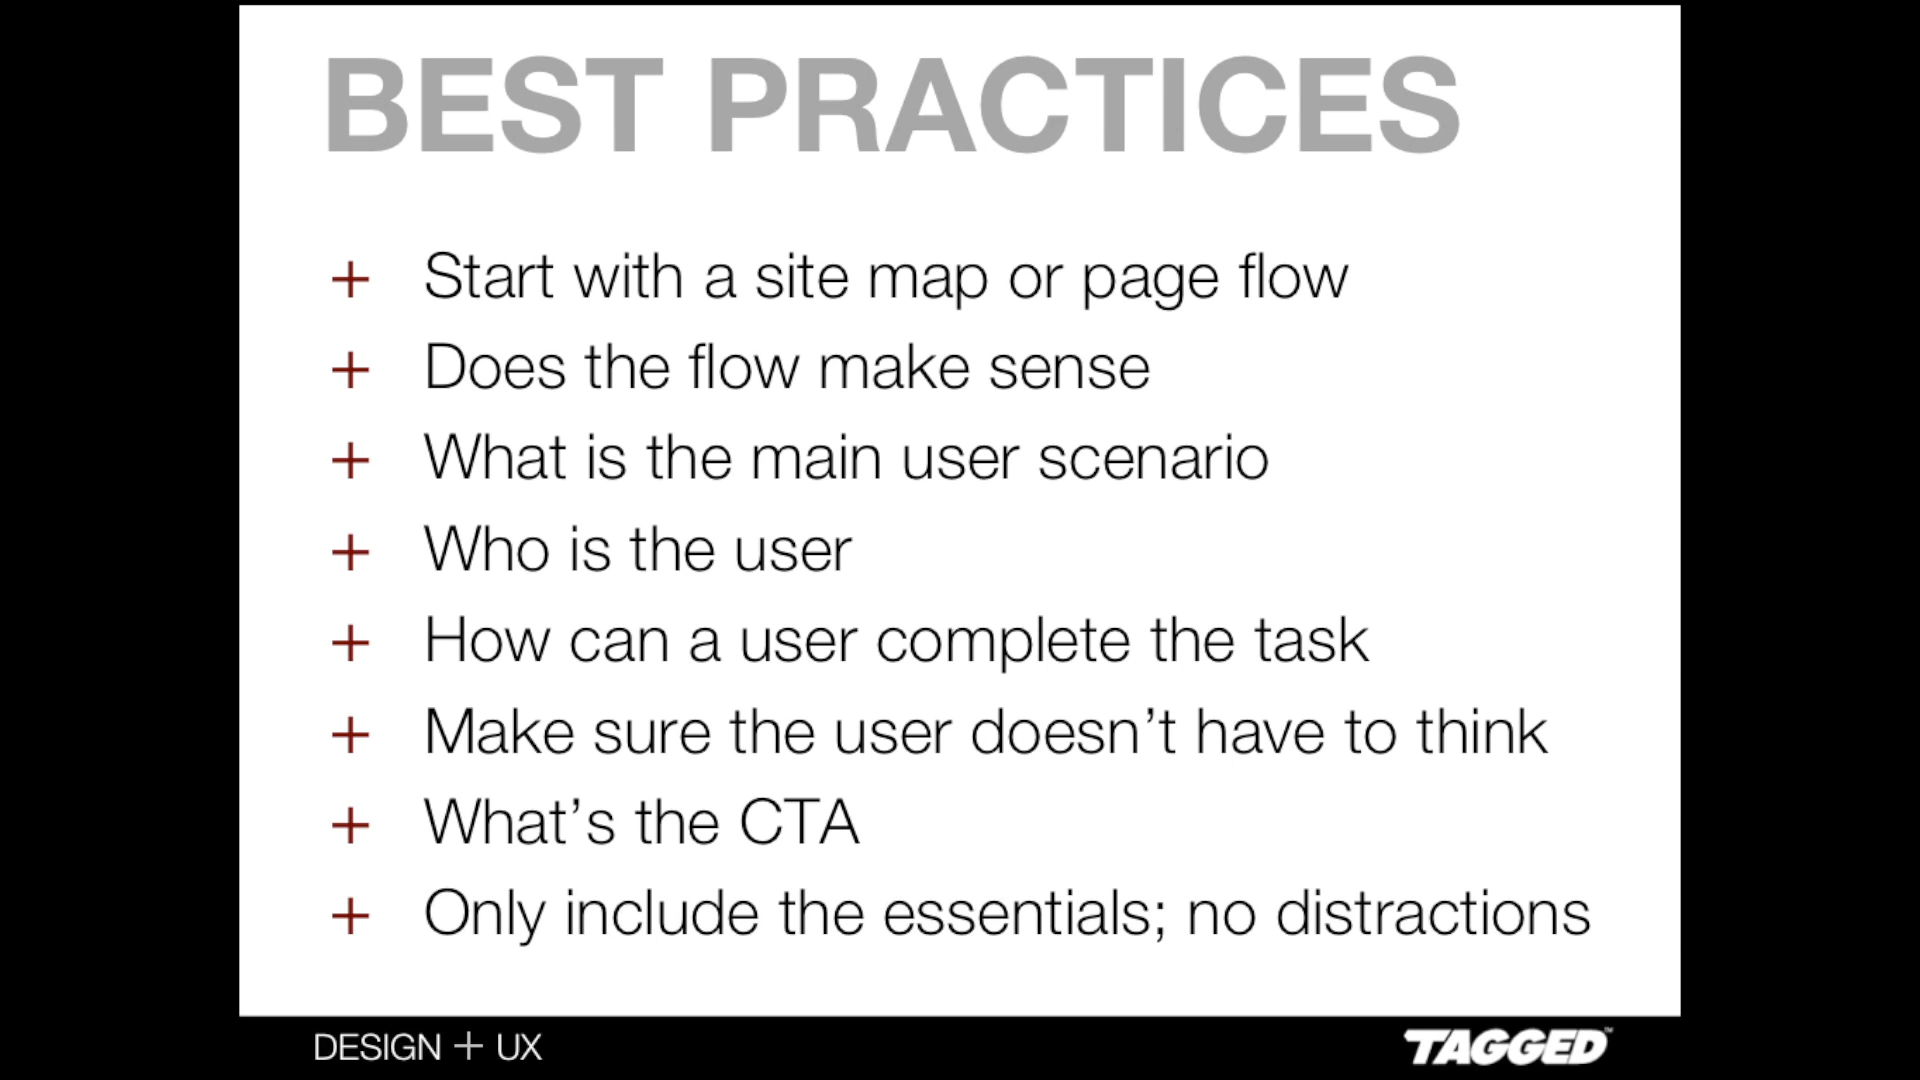 BEST PRACTICES
+ Start with a site map or page flow
+ Does the flow make sense
+ What is the main user scenario
+ Who is the user
+ How can a user complete the task
+ Make sure the user doesn’t have to think
+ What’s the CTA
+ Only include the essentials; no distractions
DESIGN + UX
TAGGED™